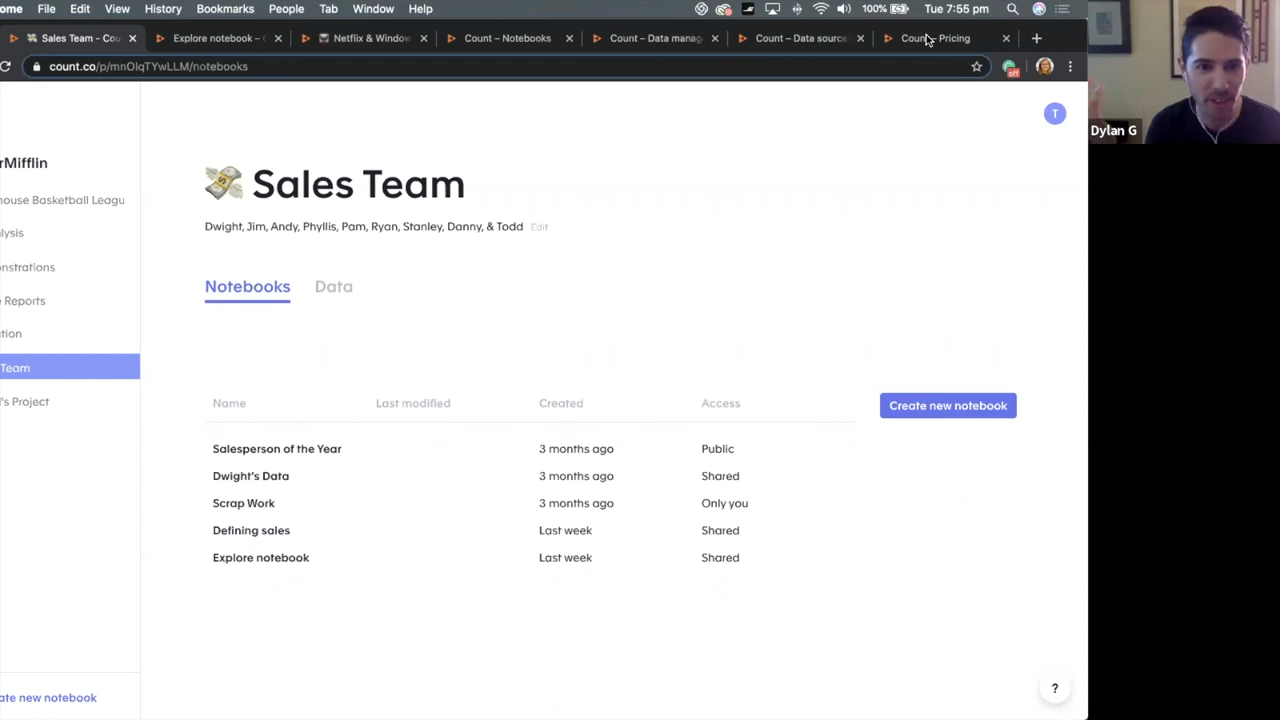 ome File Edit View History Bookmarks People Tab Window Help 100% Tue 7:55 pm
Sales Team - Cou Explore notebook – Netflix & Window Count – Notebooks Count – Data manag Count – Data source Count – Pricing
count.co/p/mnOlqTYwLLM/notebooks off
Dylan G
T
rMifflin
Sales Team
house Basketball Leagu
Dwight, Jim, Andy, Phyllis, Pam, Ryan, Stanley, Danny, & Todd Edit
lysis
nstrations
Notebooks Data
e Reports
tion
Team
l's Project
Name Last modified Created Access Create new notebook
Salesperson of the Year 3 months ago Public
Dwight's Data 3 months ago Shared
Scrap Work 3 months ago Only you
Defining sales Last week Shared
Explore notebook Last week Shared
ate new notebook
?